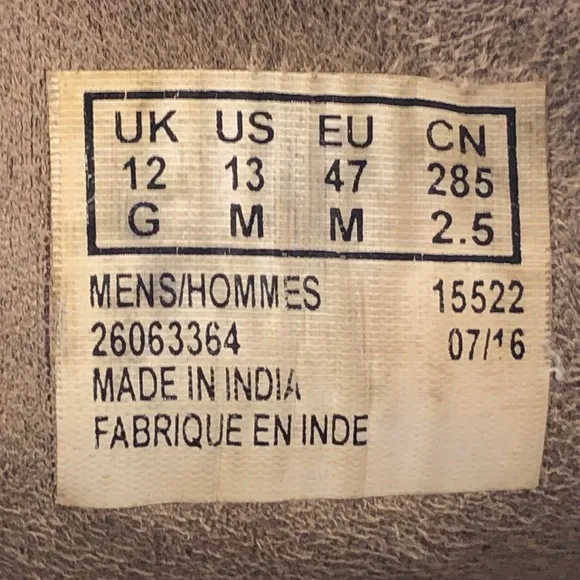 UK US EU CN
12 13 47 285
G M M 2.5
MENS/HOMMES 15522
26063364 07/16
MADE IN INDIA
FABRIQUE EN INDE